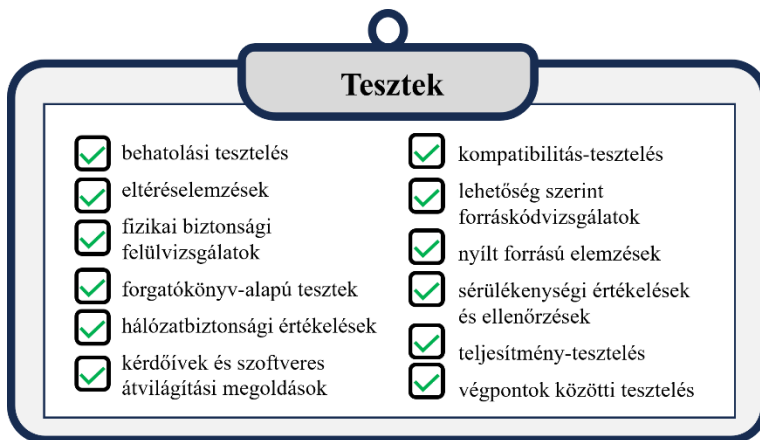 Tesztek
behatolási tesztelés
eltéréselemzések
fizikai biztonsági
felülvizsgálatok
forgatókönyv-alapú tesztek
hálózatbiztonsági értékelések
kérdőívek és szoftveres
átvilágítási megoldások
kompatibilitás-tesztelés
lehetőség szerint
forráskódvizsgálatok
nyílt forrású elemzések
sérülékenységi értékelések
és ellenőrzések
teljesítmény-tesztelés
végpontok közötti tesztelés